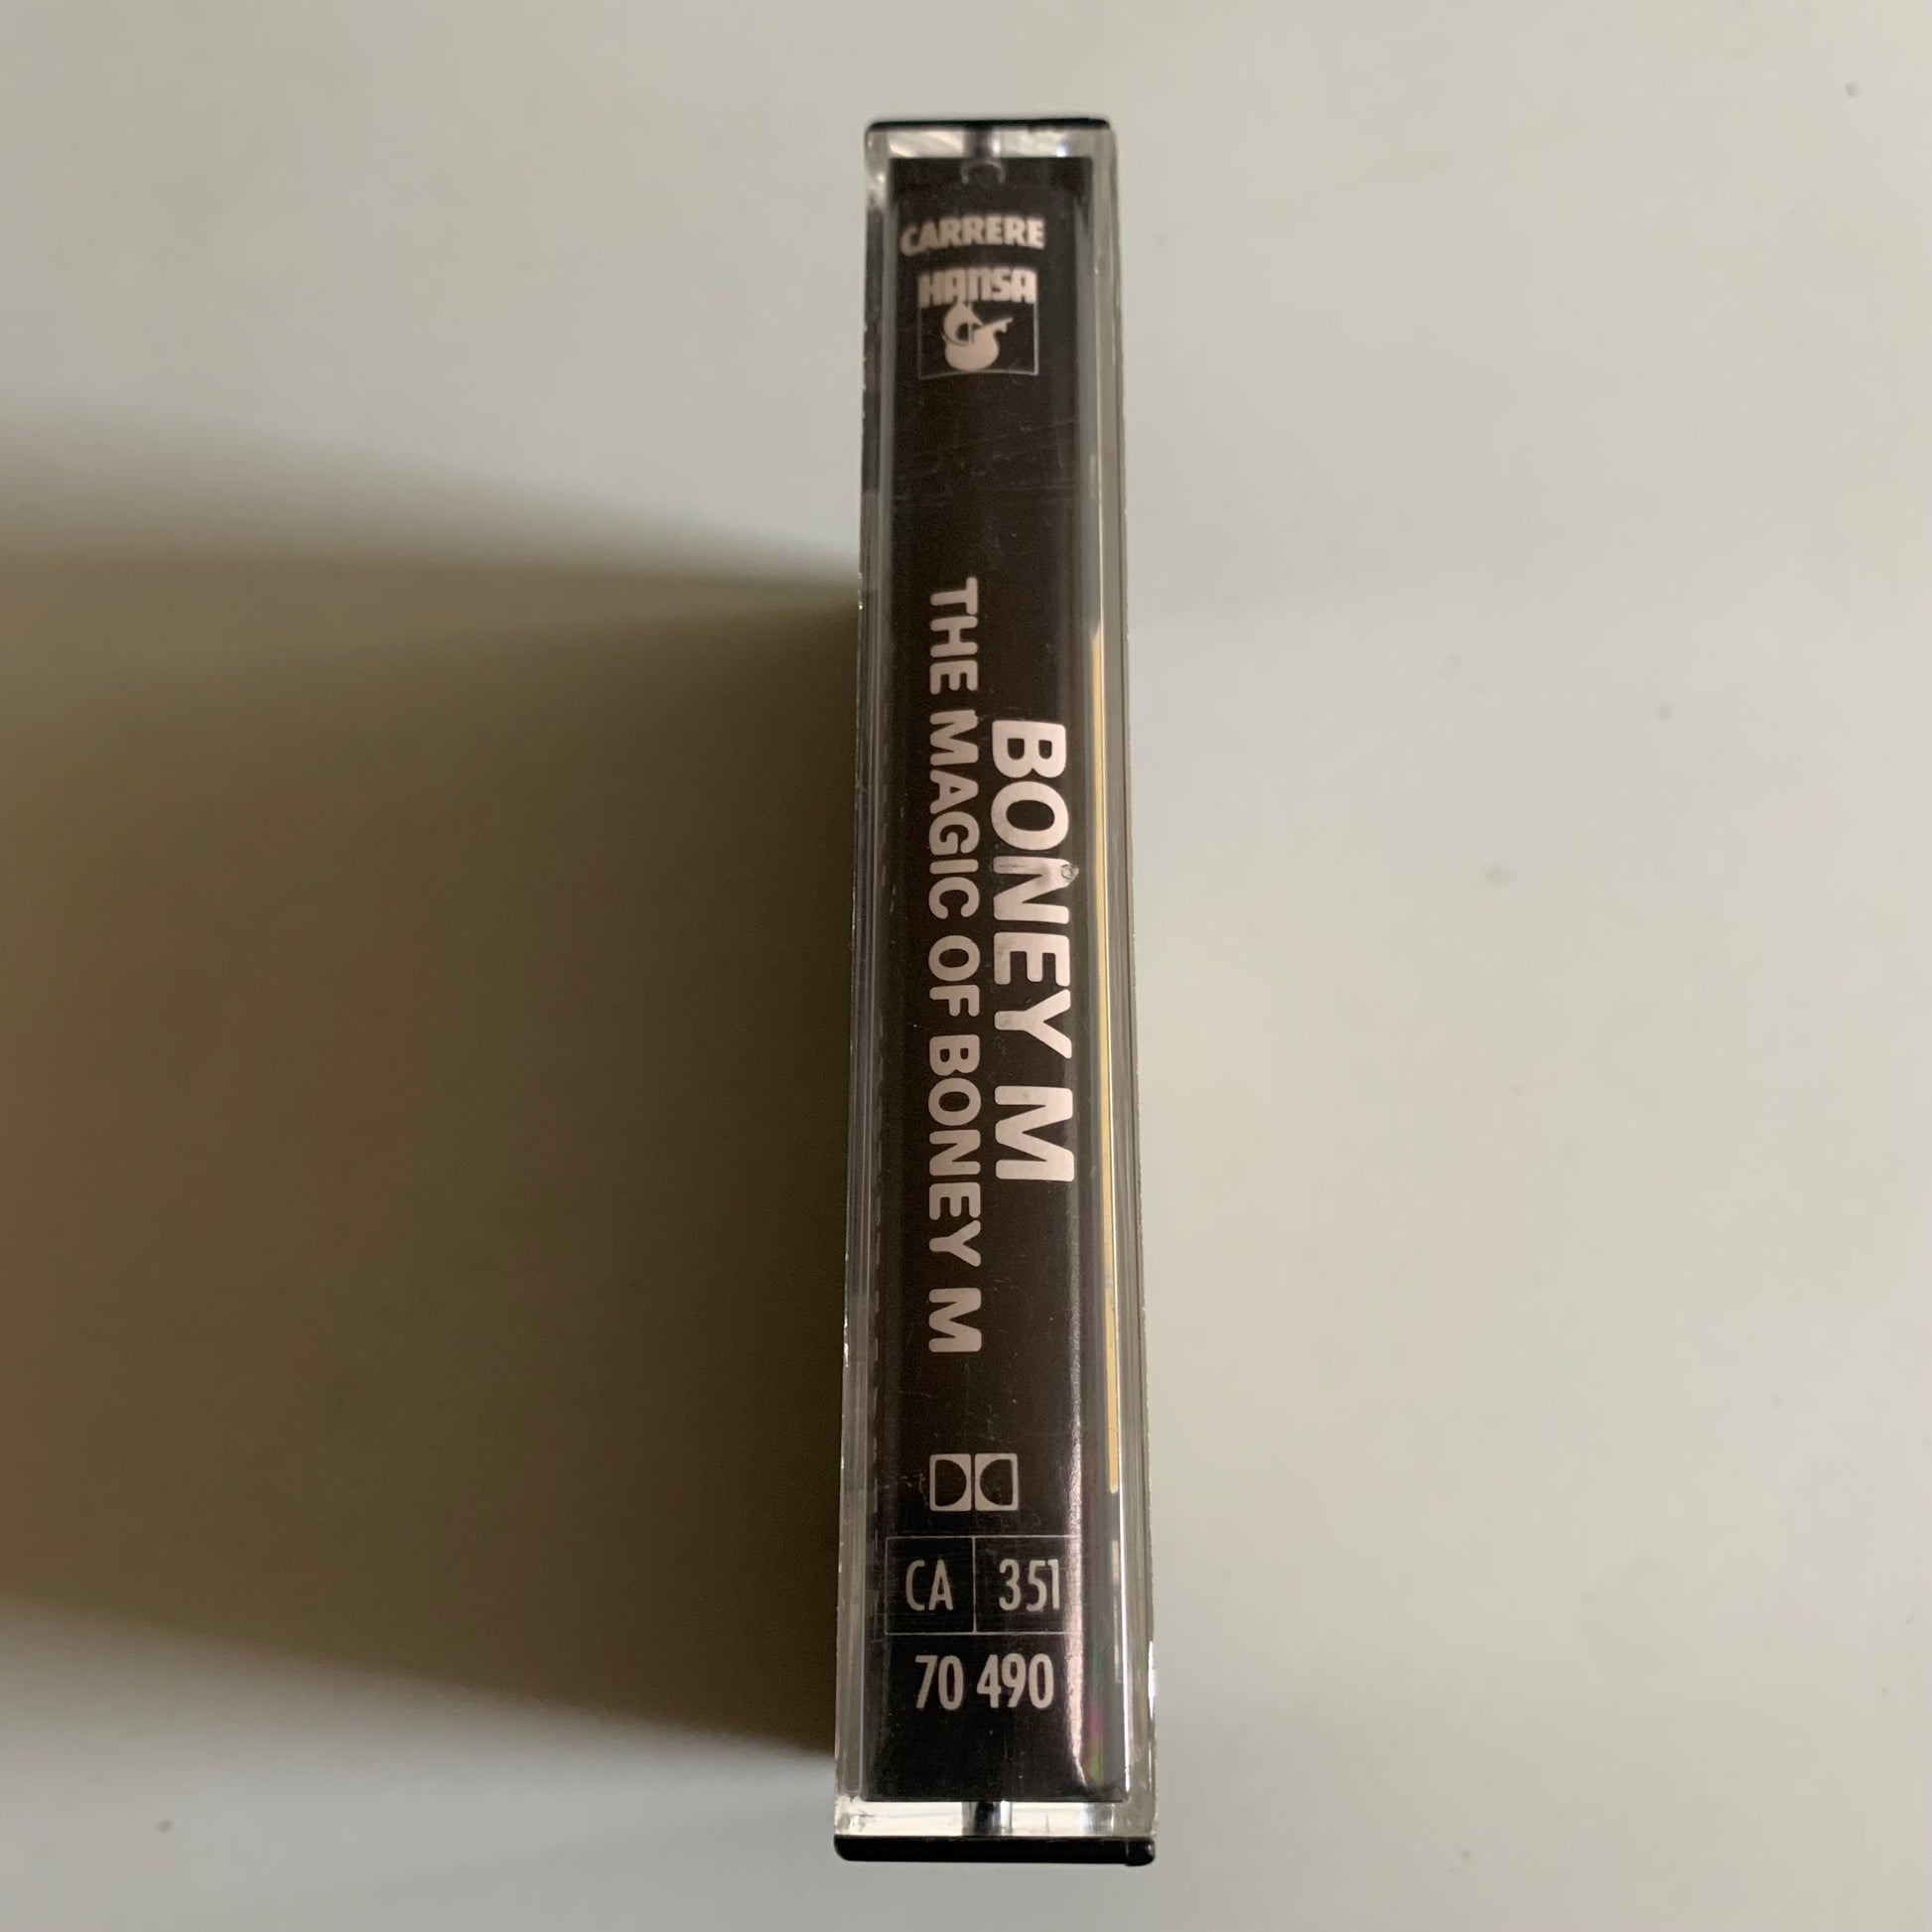 CARRERE
HANSA
BONEY M
THE MAGIC OF BONEY M
CA 351
70 490